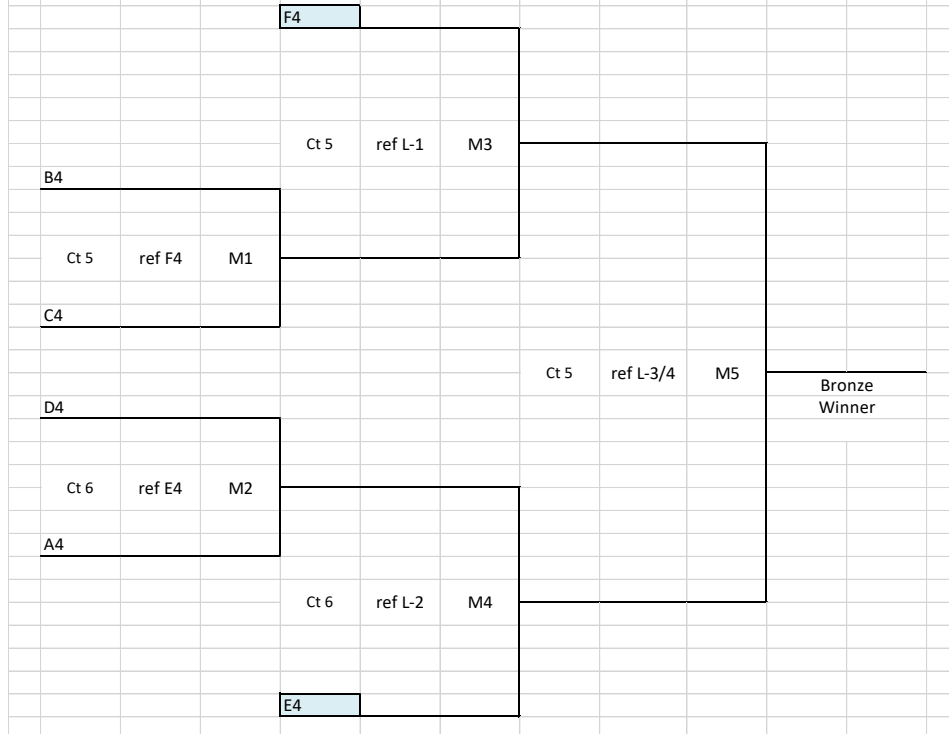 F4
Ct 5 ref L-1 M3
B4
Ct 5 ref F4 M1
C4
Ct 5 ref L-3/4 M5
Bronze
Winner
D4
Ct 6 ref E4 M2
A4
Ct 6 ref L-2 M4
E4